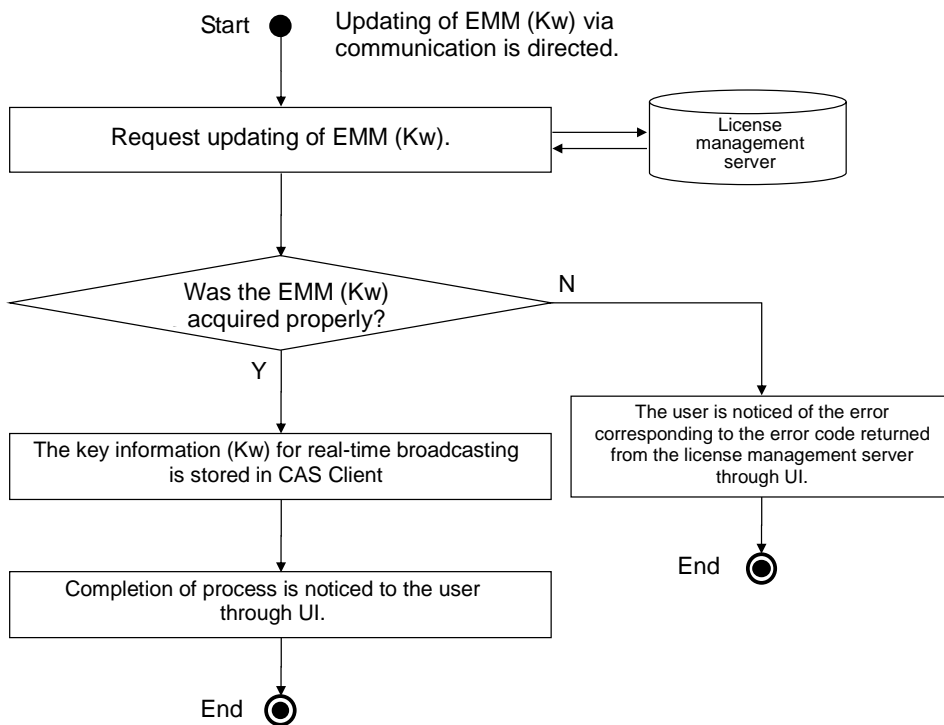 Start
Updating of EMM (Kw) via
communication is directed.
Request updating of EMM (Kw).
License
management
server
Was the EMM (Kw)
acquired properly?
N
Y
The key information (Kw) for real-time broadcasting
is stored in CAS Client
The user is noticed of the error
corresponding to the error code returned
from the license management server
through UI.
End
Completion of process is noticed to the user
through UI.
End